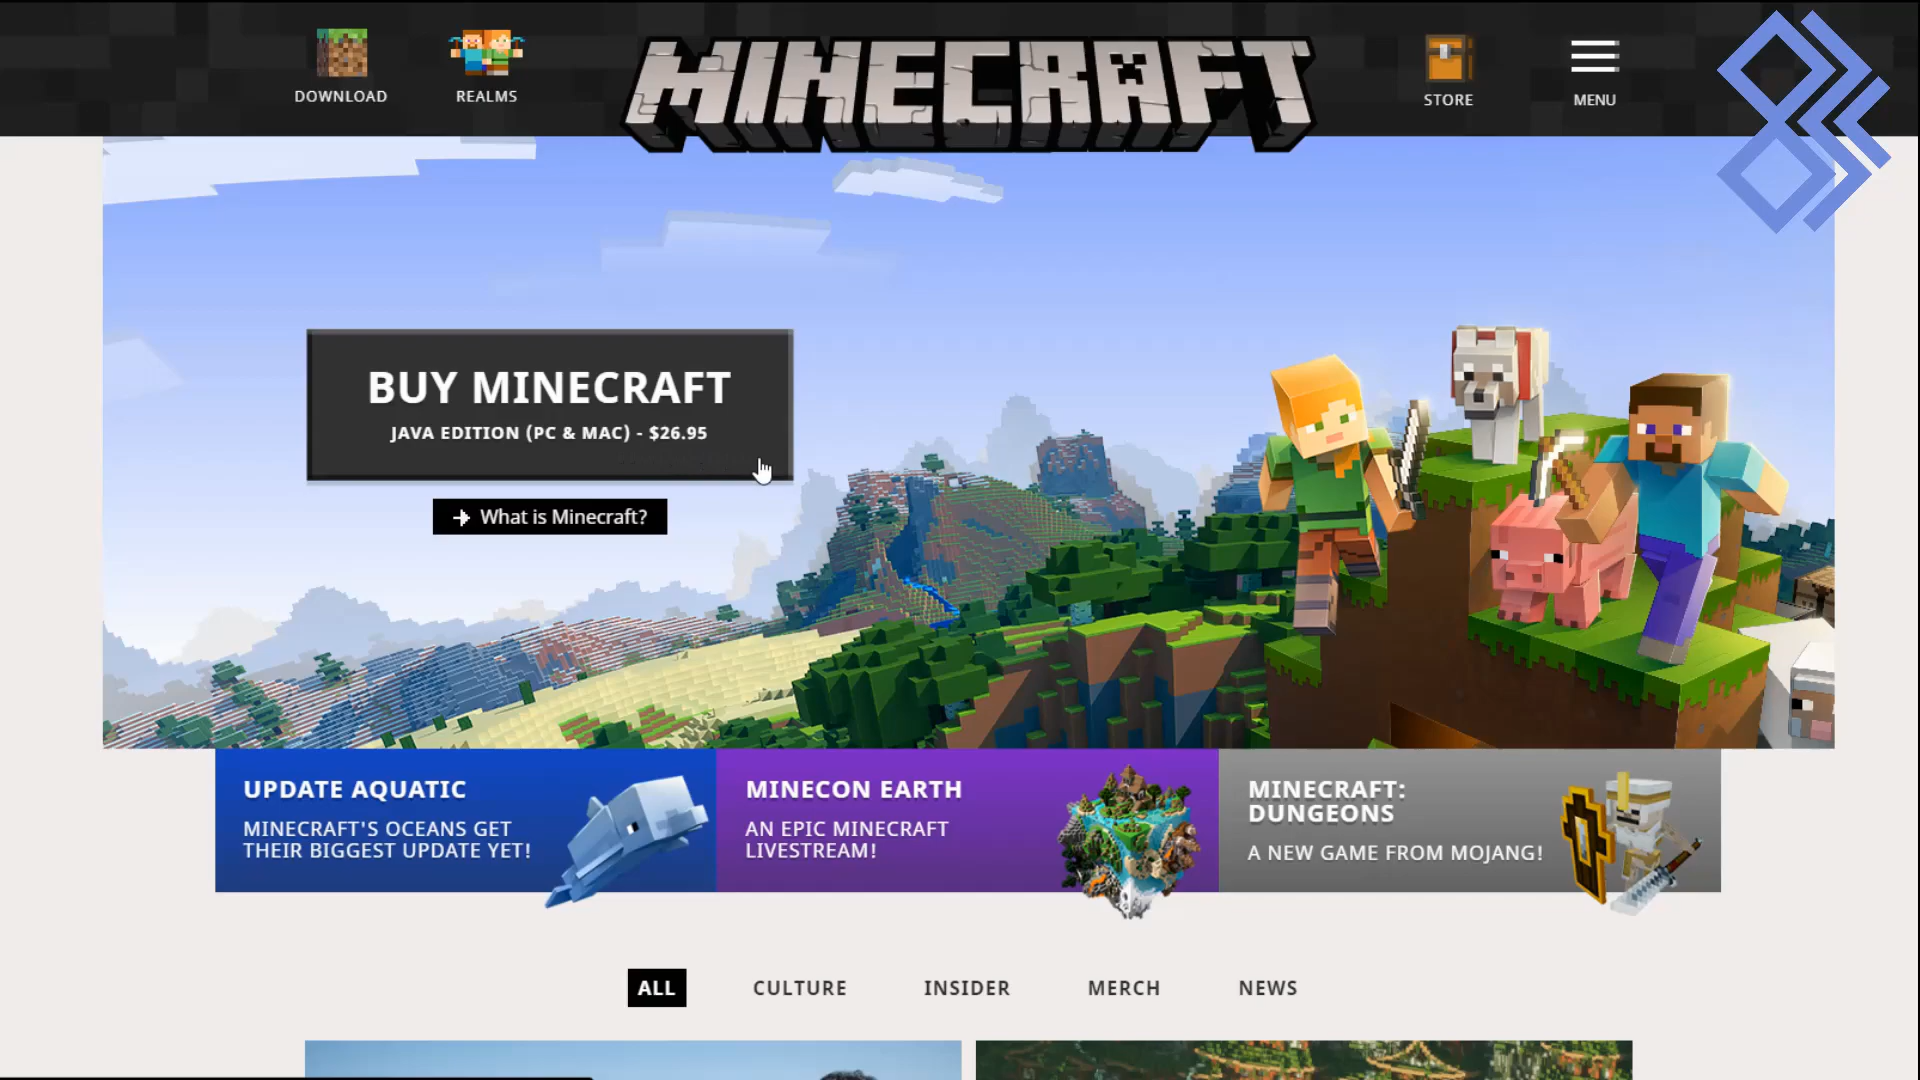 DOWNLOAD
REALMS
MINECRAFT
STORE
MENU
BUY MINECRAFT
JAVA EDITION (PC & MAC) - $26.95
What is Minecraft?
UPDATE AQUATIC
MINECRAFT'S OCEANS GET
THEIR BIGGEST UPDATE YET!
MINECON EARTH
AN EPIC MINECRAFT
LIVESTREAM!
MINECRAFT:
DUNGEONS
A NEW GAME FROM MOJANG!
ALL
CULTURE
INSIDER
MERCH
NEWS